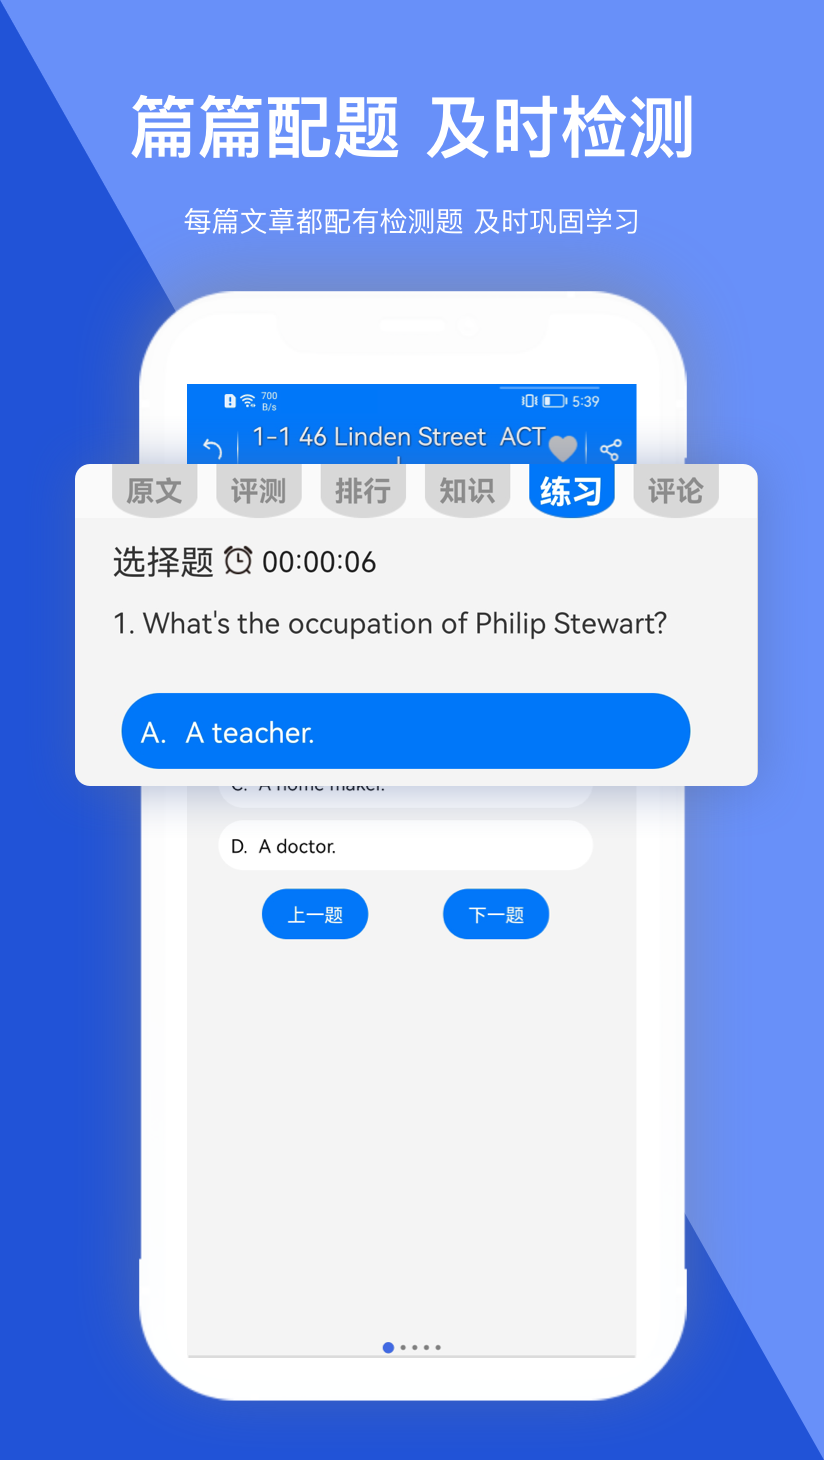 篇篇配题 及时检测
每篇文章都配有检测题 及时巩固学习
700
B/s
5:39
1-1 46 Linden Street ACT
原文 评测 排行 知识 练习 评论
选择题 00:00:06
1. What's the occupation of Philip Stewart?
A. A teacher.
C. A home maker.
D. A doctor.
上一题 下一题